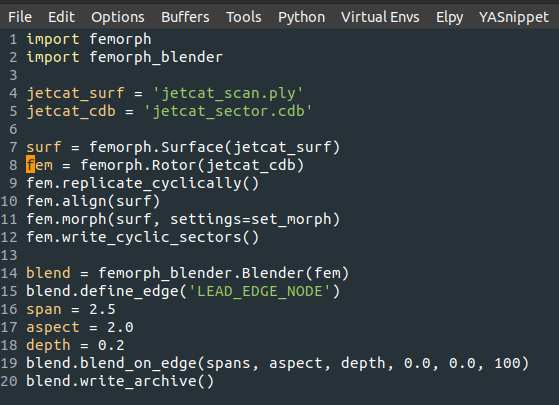 File Edit Options Buffers Tools Python Virtual Envs Elpy YASnippet
1 import femorph
2 import femorph_blender
3
4 jetcat_surf = 'jetcat_scan.ply'
5 jetcat_cdb = 'jetcat_sector.cdb'
6
7 surf = femorph.Surface(jetcat_surf)
8 fem = femorph.Rotor(jetcat_cdb)
9 fem.replicate_cyclically()
10 fem.align(surf)
11 fem.morph(surf, settings=set_morph)
12 fem.write_cyclic_sectors()
13
14 blend = femorph_blender.Blender(fem)
15 blend.define_edge('LEAD_EDGE_NODE')
16 span = 2.5
17 aspect = 2.0
18 depth = 0.2
19 blend.blend_on_edge(spans, aspect, depth, 0.0, 0.0, 100)
20 blend.write_archive()